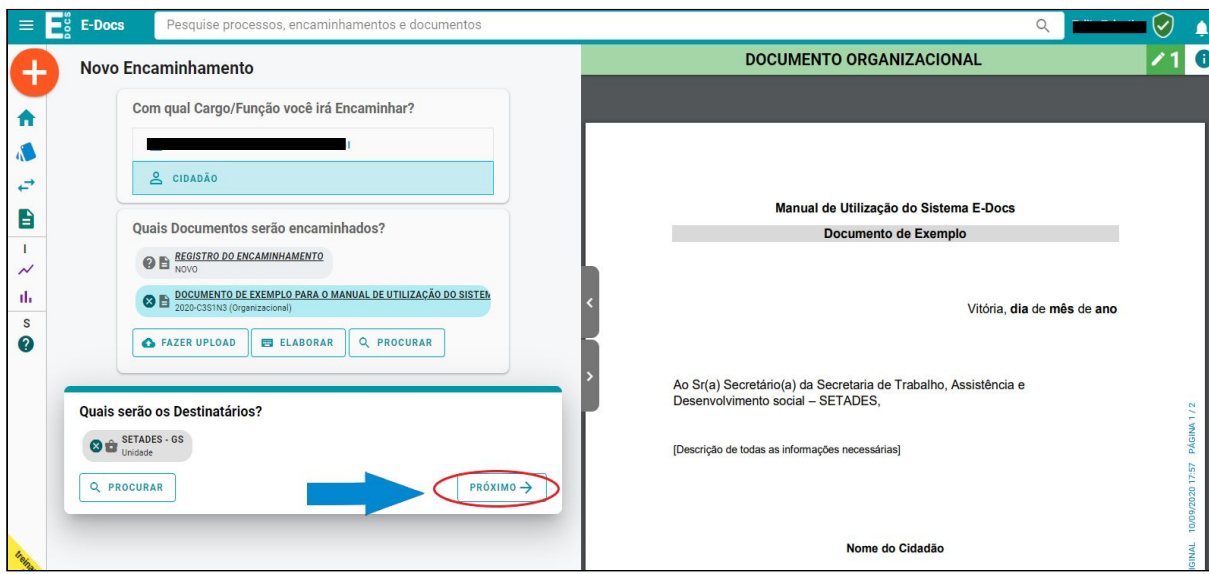 E-Docs
Pesquise processos, encaminhamentos e documentos
Novo Encaminhamento
Com qual Cargo/Função você irá Encaminhar?
CIDADÃO
Quais Documentos serão encaminhados?
REGISTRO DO ENCAMINHAMENTO
NOVO
DOCUMENTO DE EXEMPLO PARA O MANUAL DE UTILIZAÇÃO DO SISTEM
2020-C3S1N3 (Organizacional)
FAZER UPLOAD
ELABORAR
PROCURAR
Quais serão os Destinatários?
SETADES - GS
Unidade
PROCURAR
PRÓXIMO
I
S
DOCUMENTO ORGANIZACIONAL
1
Manual de Utilização do Sistema E-Docs
Documento de Exemplo
Vitória, dia de mês de ano
Ao Sr(a) Secretário(a) da Secretaria de Trabalho, Assistência e
Desenvolvimento social – SETADES,
[Descrição de todas as informações necessárias]
Nome do Cidadão
IGINAL 10/09/2020 17:57 PÁGINA 1 / 2